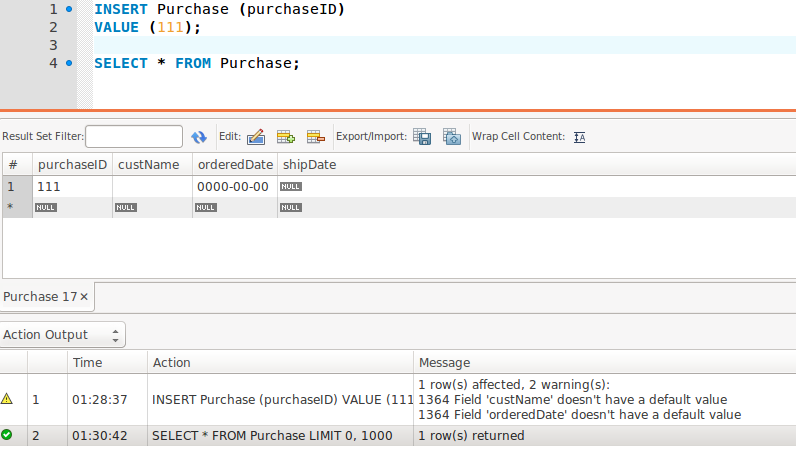 1 INSERT Purchase (purchaseID)
2 VALUE (111);
3
4 SELECT * FROM Purchase;
Result Set Filter: Edit: Export/Import: Wrap Cell Content: IA
# purchaseID custName orderedDate shipDate
1 111 0000-00-00 NULL
* NULL NULL NULL NULL
Purchase 17 ×
Action Output
Time Action Message
1 01:28:37 INSERT Purchase (purchaseID) VALUE (111 1 row(s) affected, 2 warning(s):
1364 Field 'custName' doesn't have a default value
1364 Field 'orderedDate' doesn't have a default value
2 01:30:42 SELECT * FROM Purchase LIMIT 0, 1000 1 row(s) returned